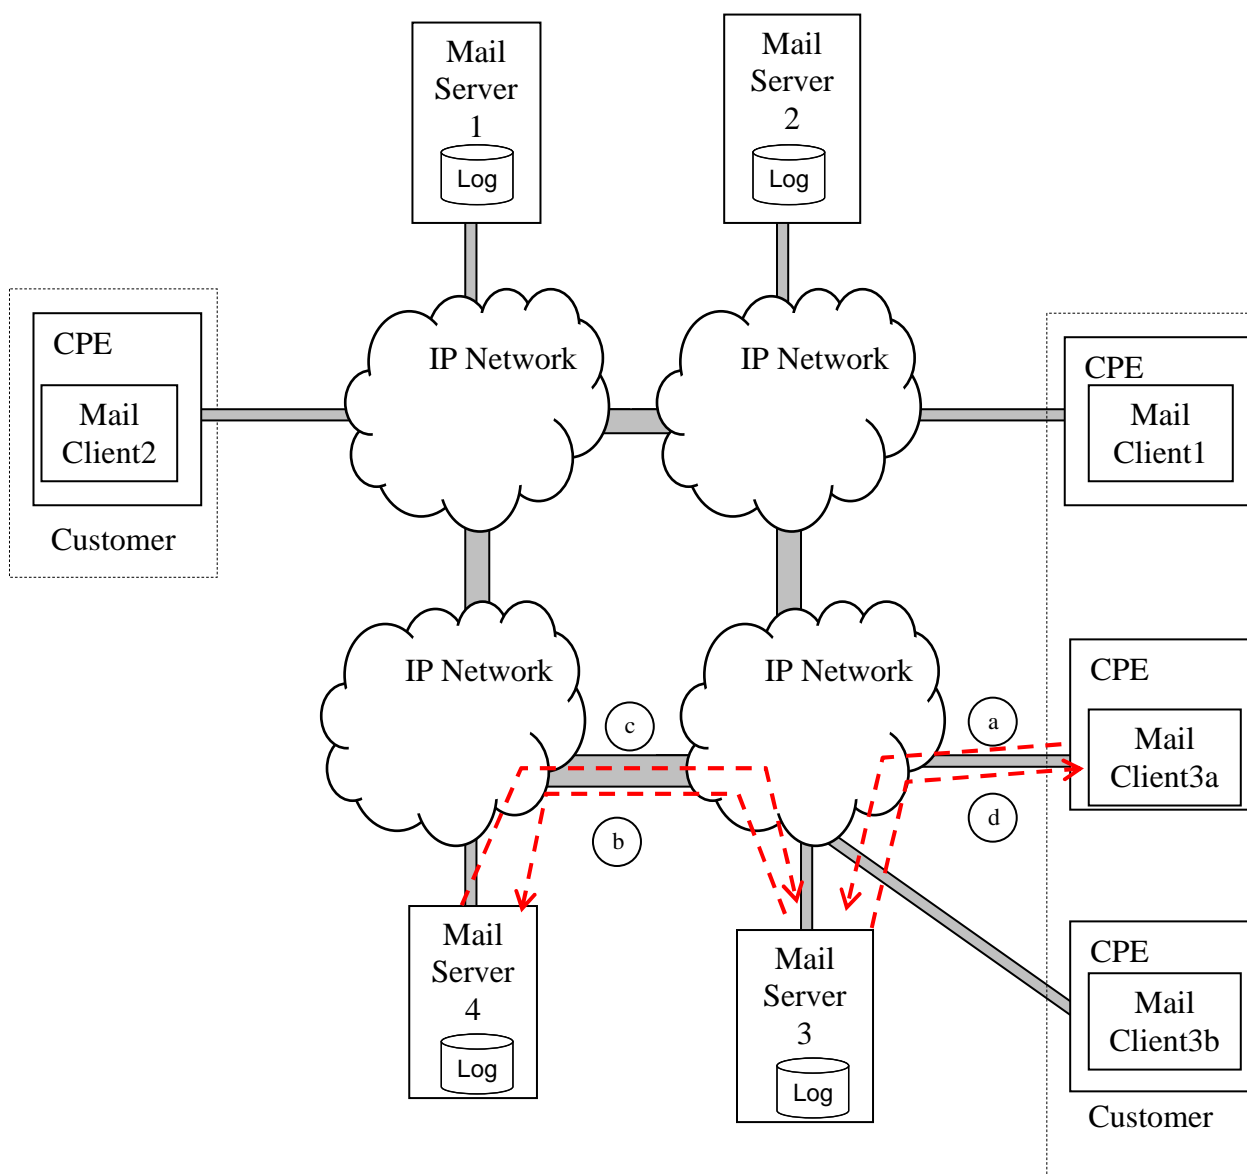 Mail
Server
1
Log
Mail
Server
2
Log
CPE
Mail
Client2
Customer
IP Network
IP Network
CPE
Mail
Client1
IP Network
IP Network
CPE
Mail
Client3a
a
c
b
d
Mail
Server
4
Log
Mail
Server
3
Log
CPE
Mail
Client3b
Customer